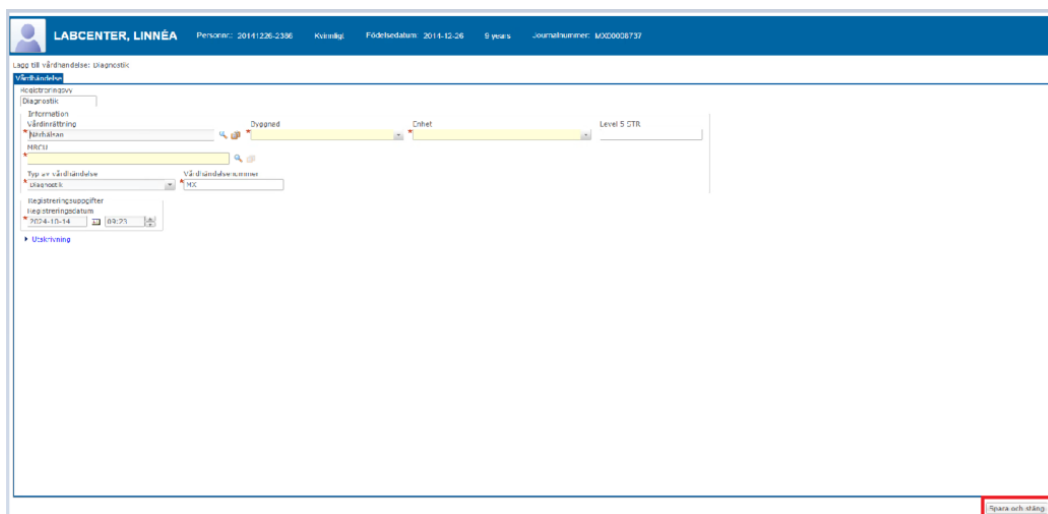 LABCENTER, LINNÉA Personnr: 20141226-2386 Kvinnligt Födelsedatum 2014-12-26 9 years Journalnummer: MX00008737
Lägg till vårdhändelse: Diagnostik
Vårdhändelse
Registreringsvy
Diagnostik
Information
Vårdinrättning Byggnad Enhet Level 5 STR
* Närhälsan * *
MRCU
*
Typ av vårdhändelse Vårdhändelsenummer
* Diagnostik * MX
Registreringsuppgifter
Registreringsdatum
* 2024-10-14 09:23
Utskrivning
Spara och stäng